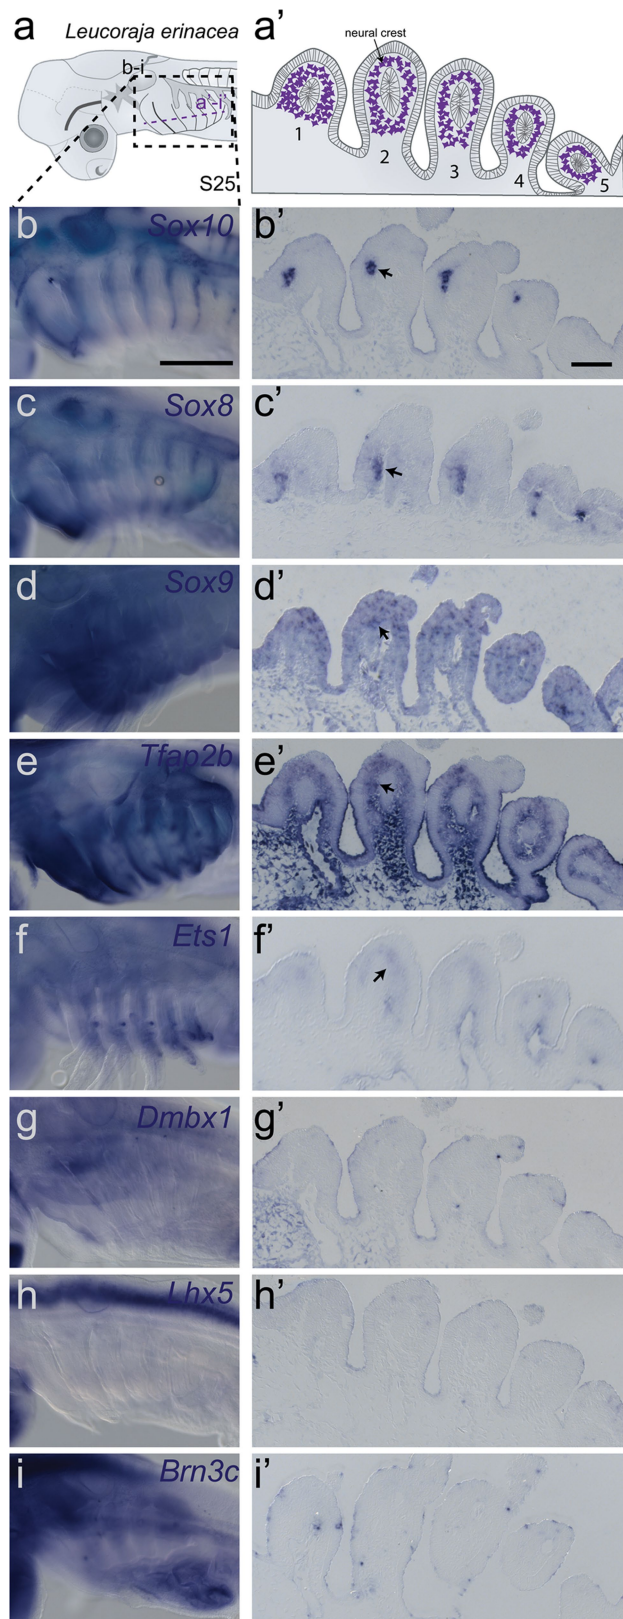 a
Leucoraja erinacea
b-i
a’-i’
S25
a’
neural crest
1
2
3
4
5
b
Sox10
b’
c
Sox8
c’
d
Sox9
d’
e
Tfap2b
e’
f
Ets1
f’
g
Dmbx1
g’
h
Lhx5
h’
i
Brn3c
i’